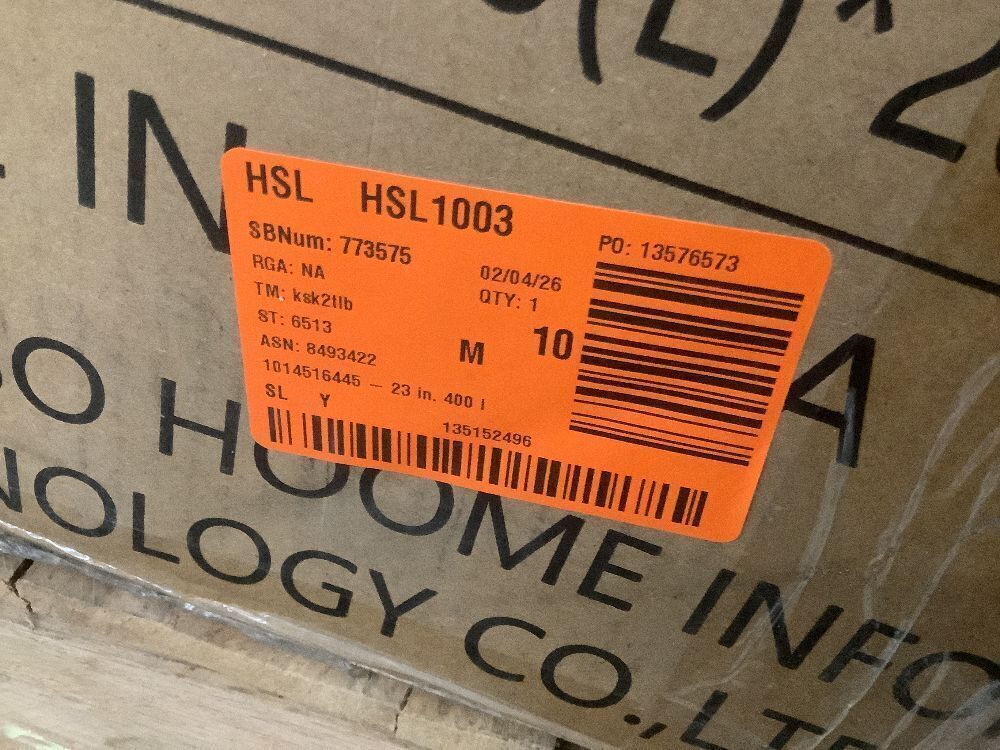 (L)*2
IN
HSL HSL1003
SBNum: 773575
PO: 13576573
RGA: NA
02/04/26
TM: ksk2tlb
QTY: 1
ST: 6513
M 10
ASN: 8493422
1014516445 – 23 in. 400 l
SL Y
135152496
A
O HOOME INFO
NOLOGY CO.,LT